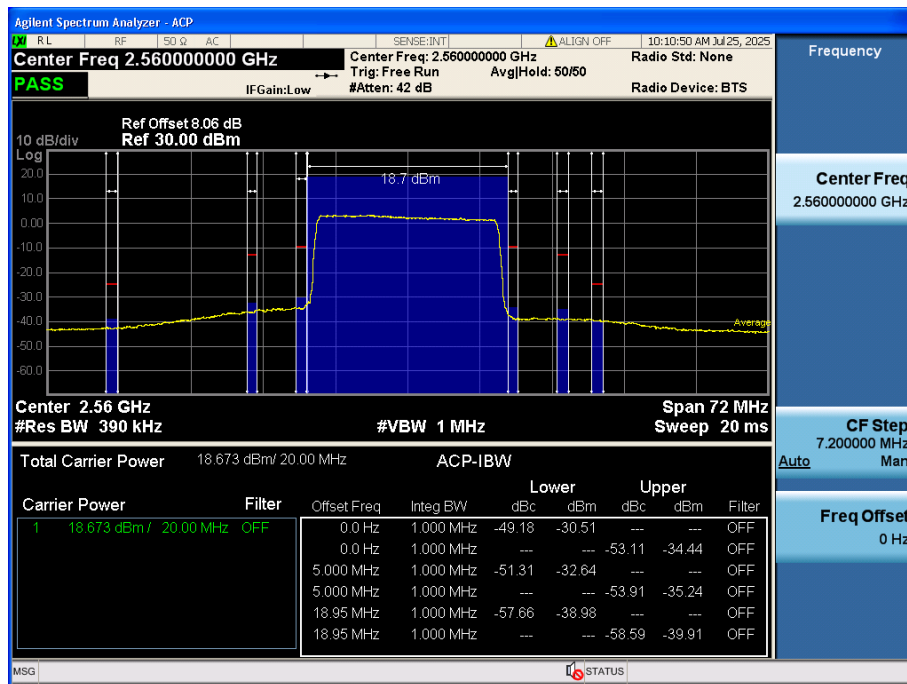 Agilent Spectrum Analyzer - ACP
LXI RL RF 50 Ω AC SENSE:INT ALIGN OFF 10:10:50 AM Jul 25, 2025
Center Freq 2.560000000 GHz
Center Freq: 2.560000000 GHz Radio Std: None
Trig: Free Run Avg|Hold: 50/50
PASS
IFGain:Low #Atten: 42 dB Radio Device: BTS
Frequency
Ref Offset 8.06 dB
10 dB/div Ref 30.00 dBm
Log
20.0
18.7 dBm
10.0
0.00
-10.0
-20.0
-30.0
-40.0
Average
-50.0
-60.0
Center Freq
2.560000000 GHz
Center 2.56 GHz Span 72 MHz
#Res BW 390 kHz #VBW 1 MHz Sweep 20 ms
CF Step
7.200000 MHz
Auto Man
Total Carrier Power 18.673 dBm/ 20.00 MHz ACP-IBW
Lower Upper
Carrier Power Filter Offset Freq Integ BW dBc dBm dBc dBm Filter
1 18.673 dBm / 20.00 MHz OFF
0.0 Hz 1.000 MHz -49.18 -30.51 --- --- OFF
0.0 Hz 1.000 MHz --- --- -53.11 -34.44 OFF
5.000 MHz 1.000 MHz -51.31 -32.64 --- --- OFF
5.000 MHz 1.000 MHz --- --- -53.91 -35.24 OFF
18.95 MHz 1.000 MHz -57.66 -38.98 --- --- OFF
18.95 MHz 1.000 MHz --- --- -58.59 -39.91 OFF
Freq Offset
0 Hz
MSG STATUS